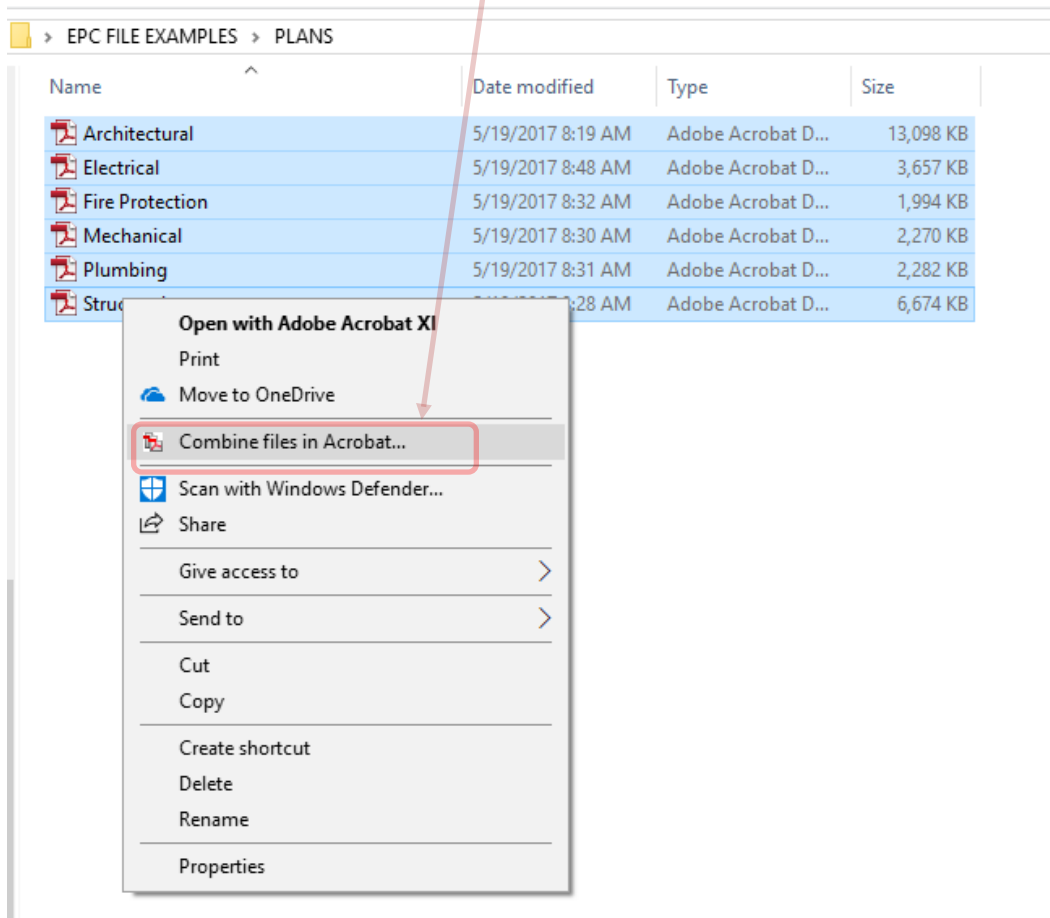 EPC FILE EXAMPLES > PLANS
Name Date modified Type Size
Architectural 5/19/2017 8:19 AM Adobe Acrobat D... 13,098 KB
Electrical 5/19/2017 8:48 AM Adobe Acrobat D... 3,657 KB
Fire Protection 5/19/2017 8:32 AM Adobe Acrobat D... 1,994 KB
Mechanical 5/19/2017 8:30 AM Adobe Acrobat D... 2,270 KB
Plumbing 5/19/2017 8:31 AM Adobe Acrobat D... 2,282 KB
:28 AM Adobe Acrobat D... 6,674 KB
Open with Adobe Acrobat XI
Print
Move to OneDrive
Combine files in Acrobat...
Scan with Windows Defender...
Share
Give access to
Send to
Cut
Copy
Create shortcut
Delete
Rename
Properties